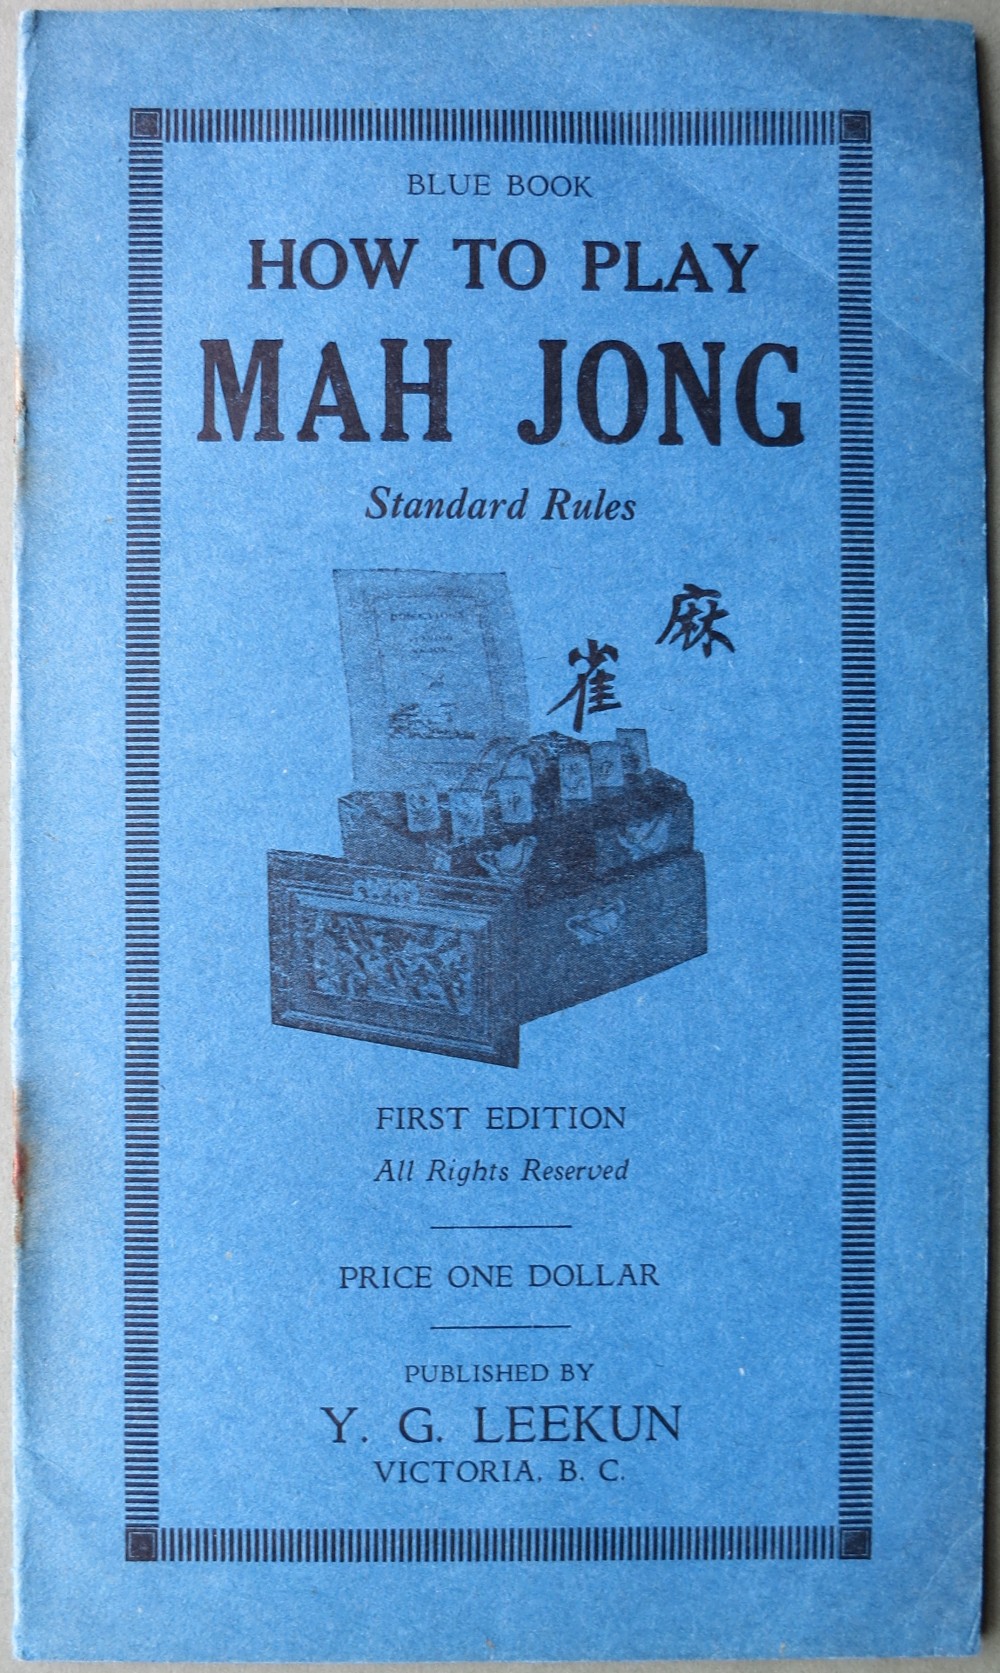 BLUE BOOK
HOW TO PLAY
MAH JONG
Standard Rules
麻
雀
FIRST EDITION
All Rights Reserved
PRICE ONE DOLLAR
PUBLISHED BY
Y. G. LEEKUN
VICTORIA, B. C.